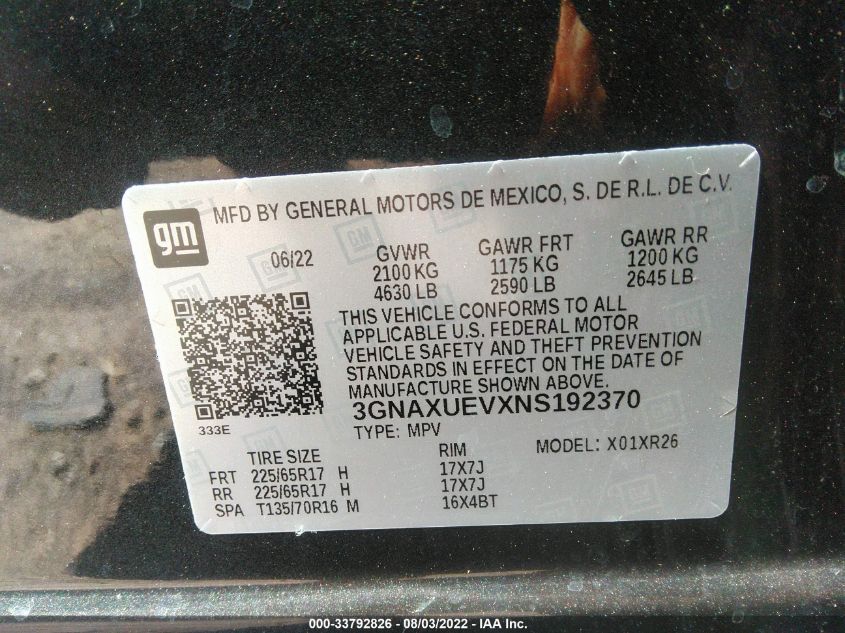 gm
MFD BY GENERAL MOTORS DE MEXICO, S. DE R.L. DE C.V.
06/22
GVWR GAWR FRT GAWR RR
2100 KG 1175 KG 1200 KG
4630 LB 2590 LB 2645 LB
THIS VEHICLE CONFORMS TO ALL
APPLICABLE U.S. FEDERAL MOTOR
VEHICLE SAFETY AND THEFT PREVENTION
STANDARDS IN EFFECT ON THE DATE OF
MANUFACTURE SHOWN ABOVE.
3GNAXUEVXNS192370
333E
TYPE: MPV MODEL: X01XR26
TIRE SIZE RIM
FRT 225/65R17 H 17X7J
RR 225/65R17 H 17X7J
SPA T135/70R16 M 16X4BT
000-33792826 - 08/03/2022 - IAA Inc.